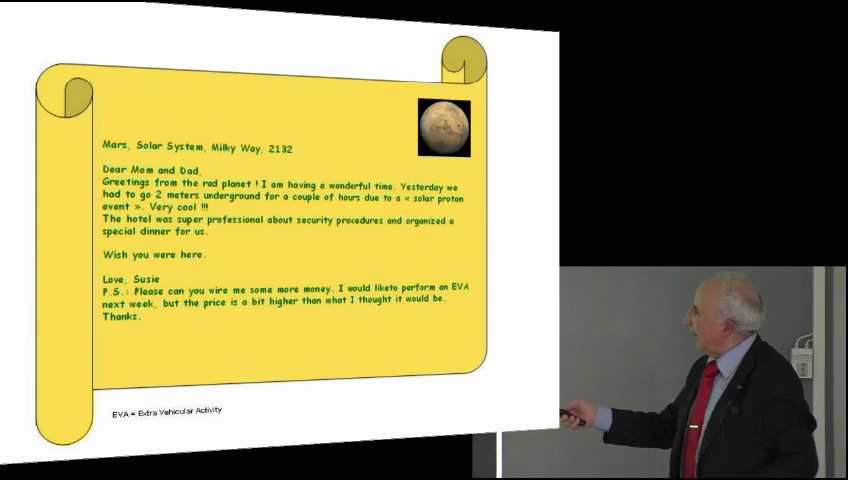 Mars, Solar System, Milky Way, 2132
Dear Mom and Dad,
Greetings from the red planet ! I am having a wonderful time. Yesterday we
had to go 2 meters underground for a couple of hours due to a « solar proton
event ». Very cool !!!
The hotel was super professional about security procedures and organized a
special dinner for us.
Wish you were here.
Love, Susie
P.S.: Please can you wire me some more money. I would liketo perform an EVA
next week, but the price is a bit higher than what I thought it would be.
Thanks.
EVA = Extra Vehicular Activity